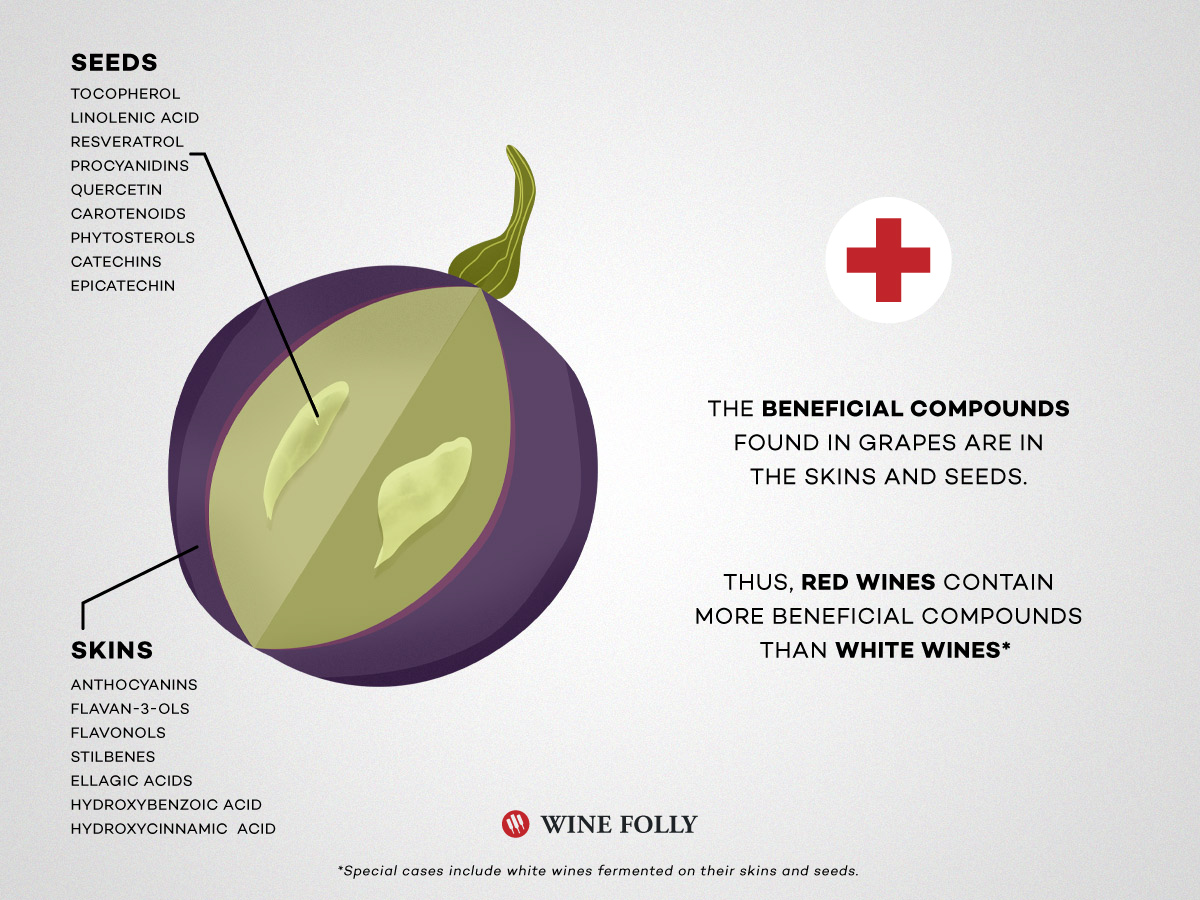 SEEDS
TOCOPHEROL
LINOLENIC ACID
RESVERATROL
PROCYANIDINS
QUERCETIN
CAROTENOIDS
PHYTOSTEROLS
CATECHINS
EPICATECHIN
SKINS
ANTHOCYANINS
FLAVAN-3-OLS
FLAVONOLS
STILBENES
ELLAGIC ACIDS
HYDROXYBENZOIC ACID
HYDROXYCINNAMIC ACID
THE BENEFICIAL COMPOUNDS
FOUND IN GRAPES ARE IN
THE SKINS AND SEEDS.
THUS, RED WINES CONTAIN
MORE BENEFICIAL COMPOUNDS
THAN WHITE WINES*
WINE FOLLY
*Special cases include white wines fermented on their skins and seeds.